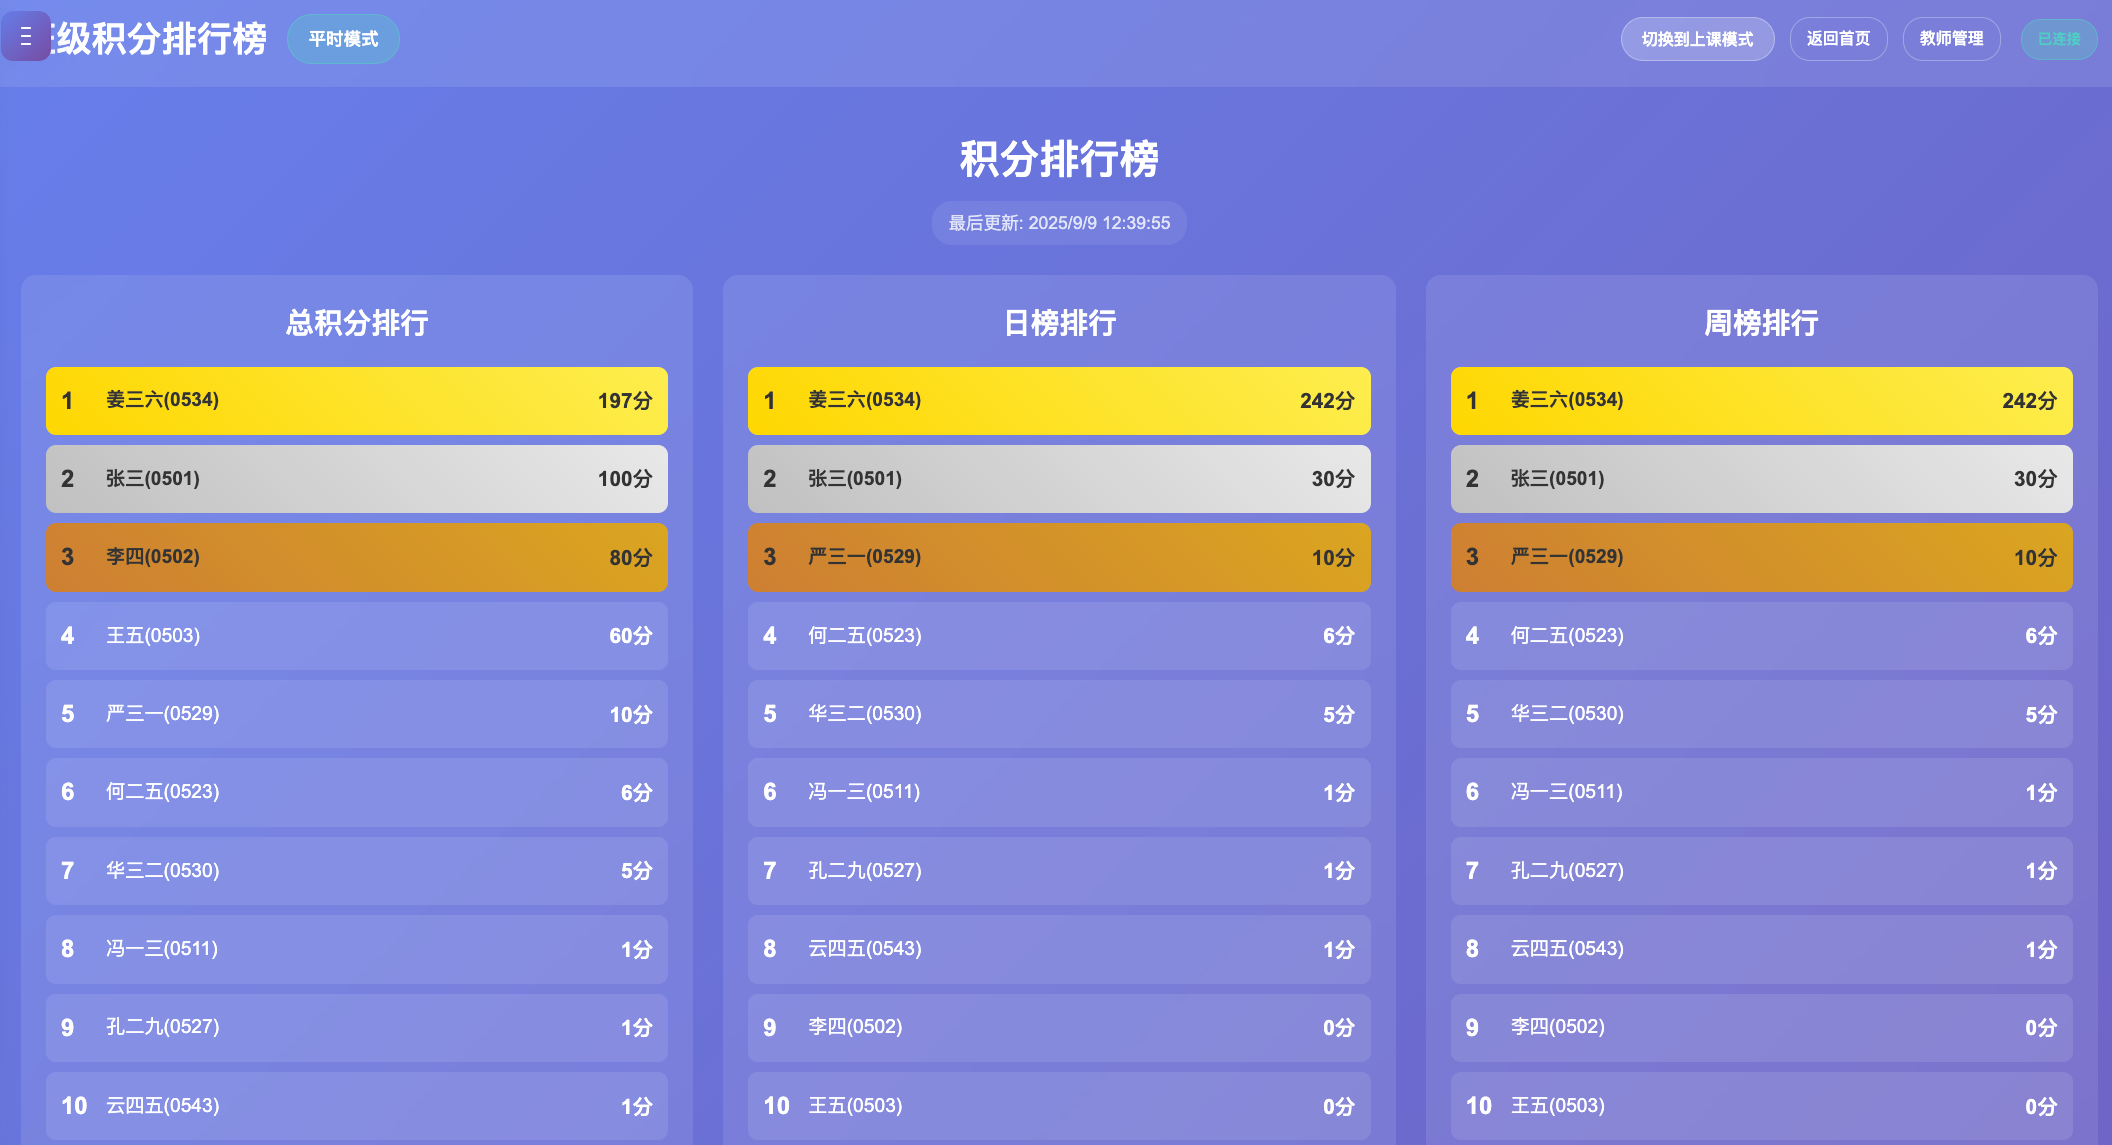 级积分排行榜
平时模式
切换到上课模式
返回首页
教师管理
已连接
积分排行榜
最后更新: 2025/9/9 12:39:55
总积分排行
1 姜三六(0534) 197分
2 张三(0501) 100分
3 李四(0502) 80分
4 王五(0503) 60分
5 严三一(0529) 10分
6 何二五(0523) 6分
7 华三二(0530) 5分
8 冯一三(0511) 1分
9 孔二九(0527) 1分
10 云四五(0543) 1分
日榜排行
1 姜三六(0534) 242分
2 张三(0501) 30分
3 严三一(0529) 10分
4 何二五(0523) 6分
5 华三二(0530) 5分
6 冯一三(0511) 1分
7 孔二九(0527) 1分
8 云四五(0543) 1分
9 李四(0502) 0分
10 王五(0503) 0分
周榜排行
1 姜三六(0534) 242分
2 张三(0501) 30分
3 严三一(0529) 10分
4 何二五(0523) 6分
5 华三二(0530) 5分
6 冯一三(0511) 1分
7 孔二九(0527) 1分
8 云四五(0543) 1分
9 李四(0502) 0分
10 王五(0503) 0分